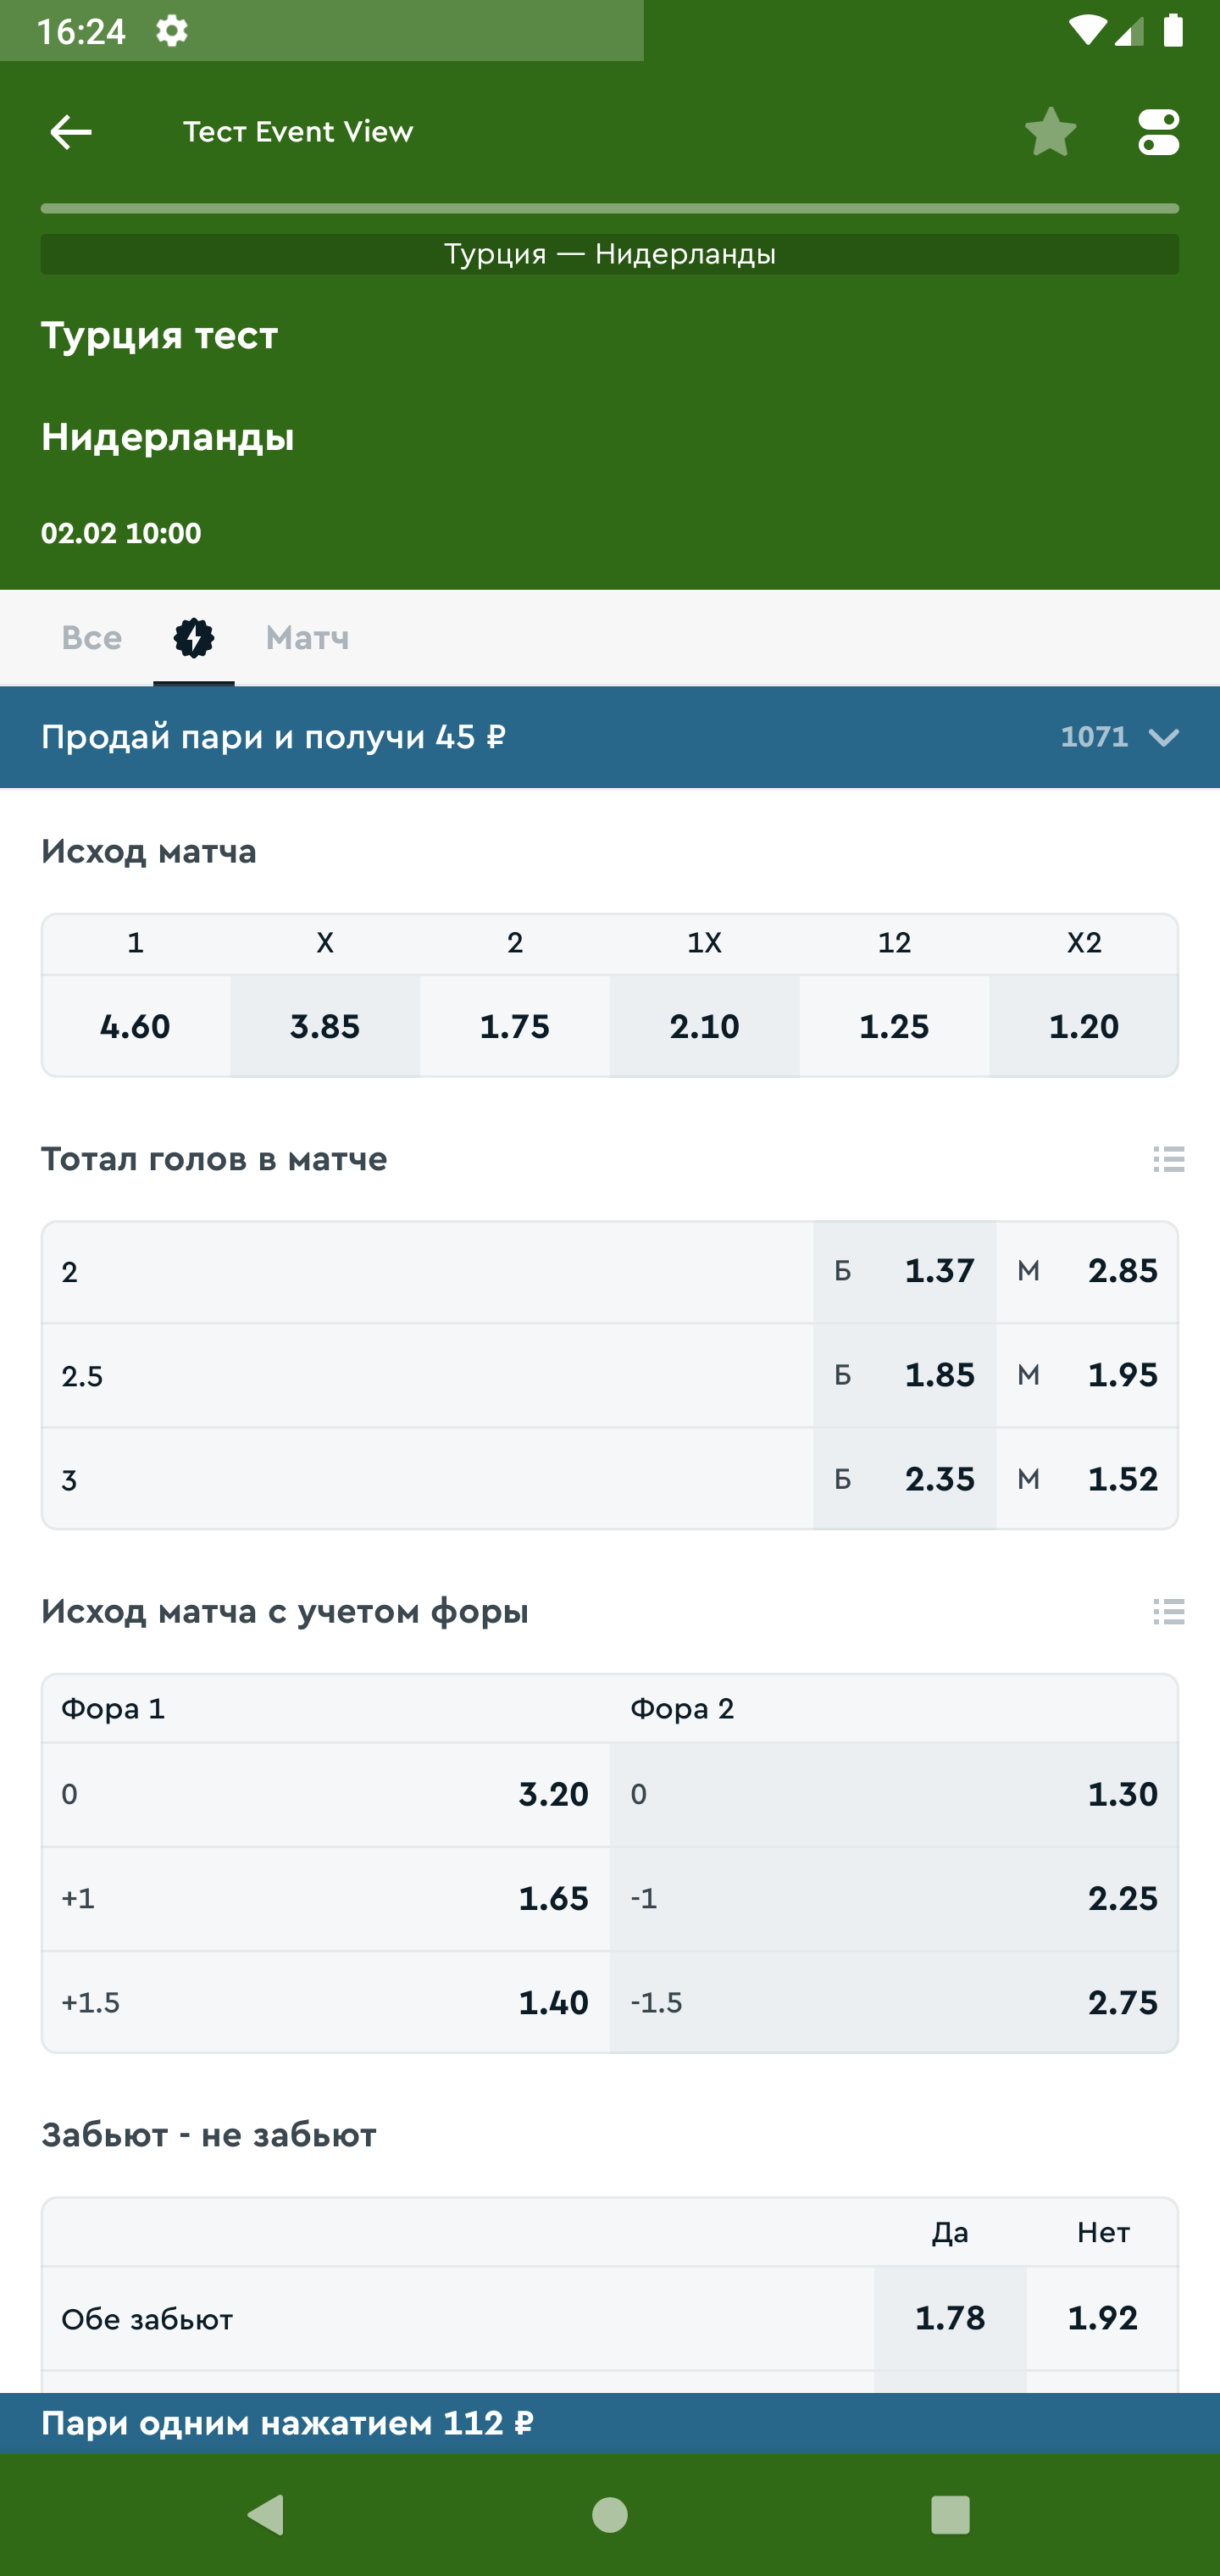 16:24
Тест Event View
Турция — Нидерланды
Турция тест
Нидерланды
02.02 10:00
Все Матч
Продай пари и получи 45 ₽ 1071
Исход матча
1 X 2 1X 12 X2
4.60 3.85 1.75 2.10 1.25 1.20
Тотал голов в матче
2 Б 1.37 М 2.85
2.5 Б 1.85 М 1.95
3 Б 2.35 М 1.52
Исход матча с учетом форы
Фора 1 Фора 2
0 3.20 0 1.30
+1 1.65 -1 2.25
+1.5 1.40 -1.5 2.75
Забьют - не забьют
Да Нет
Обе забьют 1.78 1.92
Пари одним нажатием 112 ₽